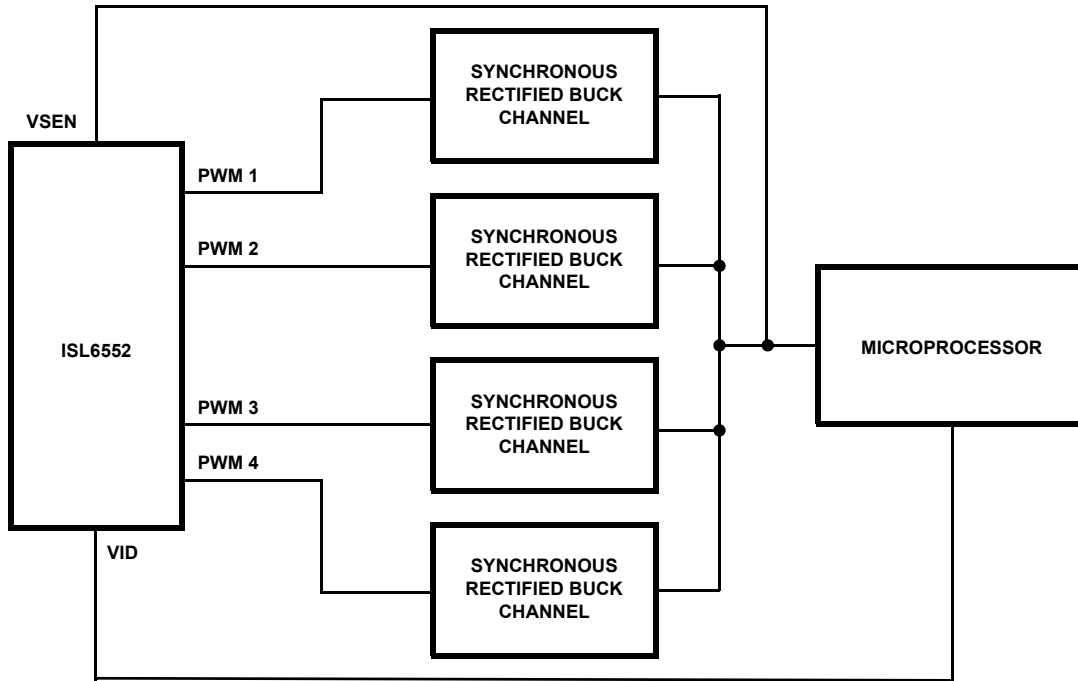 SYNCHRONOUS
RECTIFIED BUCK
CHANNEL
VSEN
PWM 1
SYNCHRONOUS
RECTIFIED BUCK
CHANNEL
PWM 2
ISL6552
MICROPROCESSOR
SYNCHRONOUS
RECTIFIED BUCK
CHANNEL
PWM 3
PWM 4
VID
SYNCHRONOUS
RECTIFIED BUCK
CHANNEL